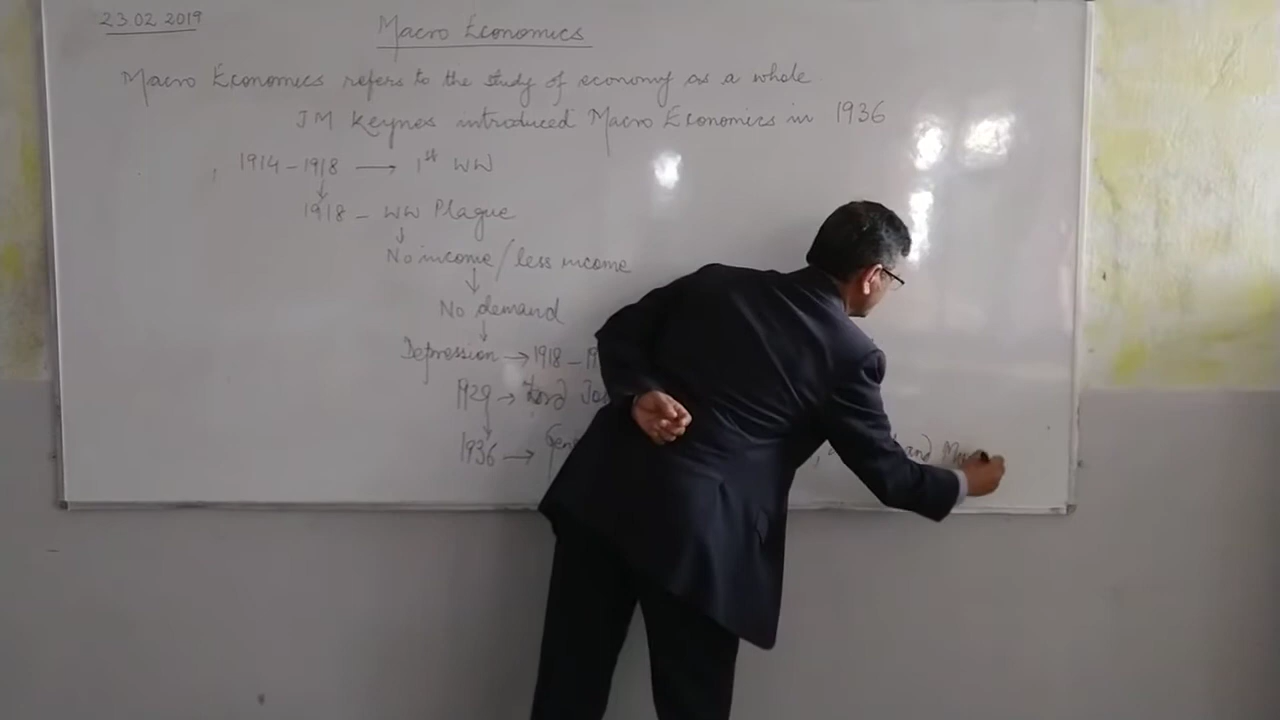 23.02 2019
Macro Economics
Macro Economics refers to the study of economy as a whole.
JM Keynes introduced Macro Economics in 1936
1914 – 1918 → 1st WW
↓
1918 – WW Plague
↓
No income / less income
↓
No demand
↓
Depression → 1918 –
1929 →
↓
1936 →
and